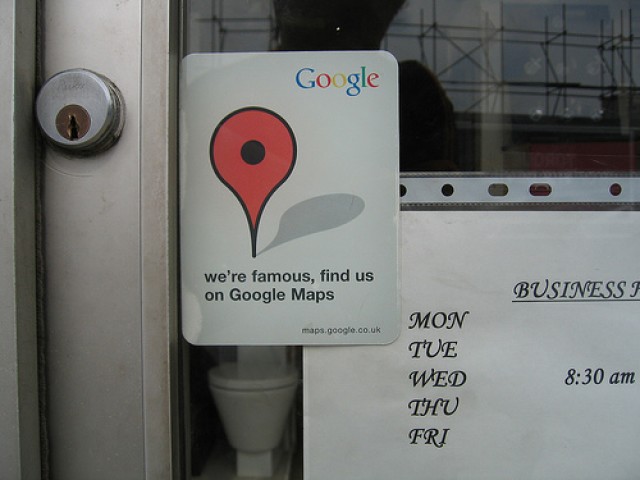 Google
we're famous, find us
on Google Maps
maps.google.co.uk
BUSINESS
MON
TUE
WED 8:30 am
THU
FRI